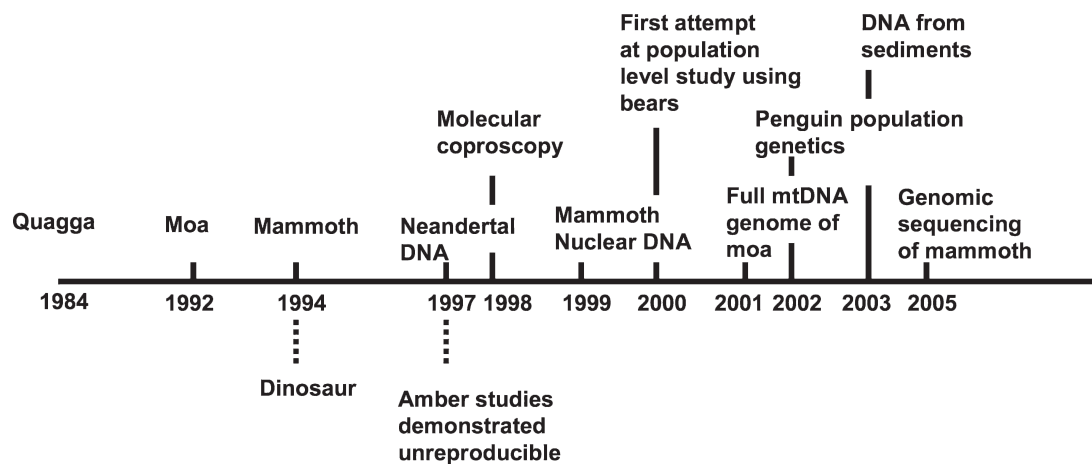 First attempt
at population
level study using
bears
DNA from
sediments
Molecular
coproscopy
Penguin population
genetics
Quagga
Moa
Mammoth
Neandertal
DNA
Mammoth
Nuclear DNA
Full mtDNA
genome of
moa
Genomic
sequencing
of mammoth
1984 1992 1994 1997 1998 1999 2000 2001 2002 2003 2005
Dinosaur
Amber studies
demonstrated
unreproducible